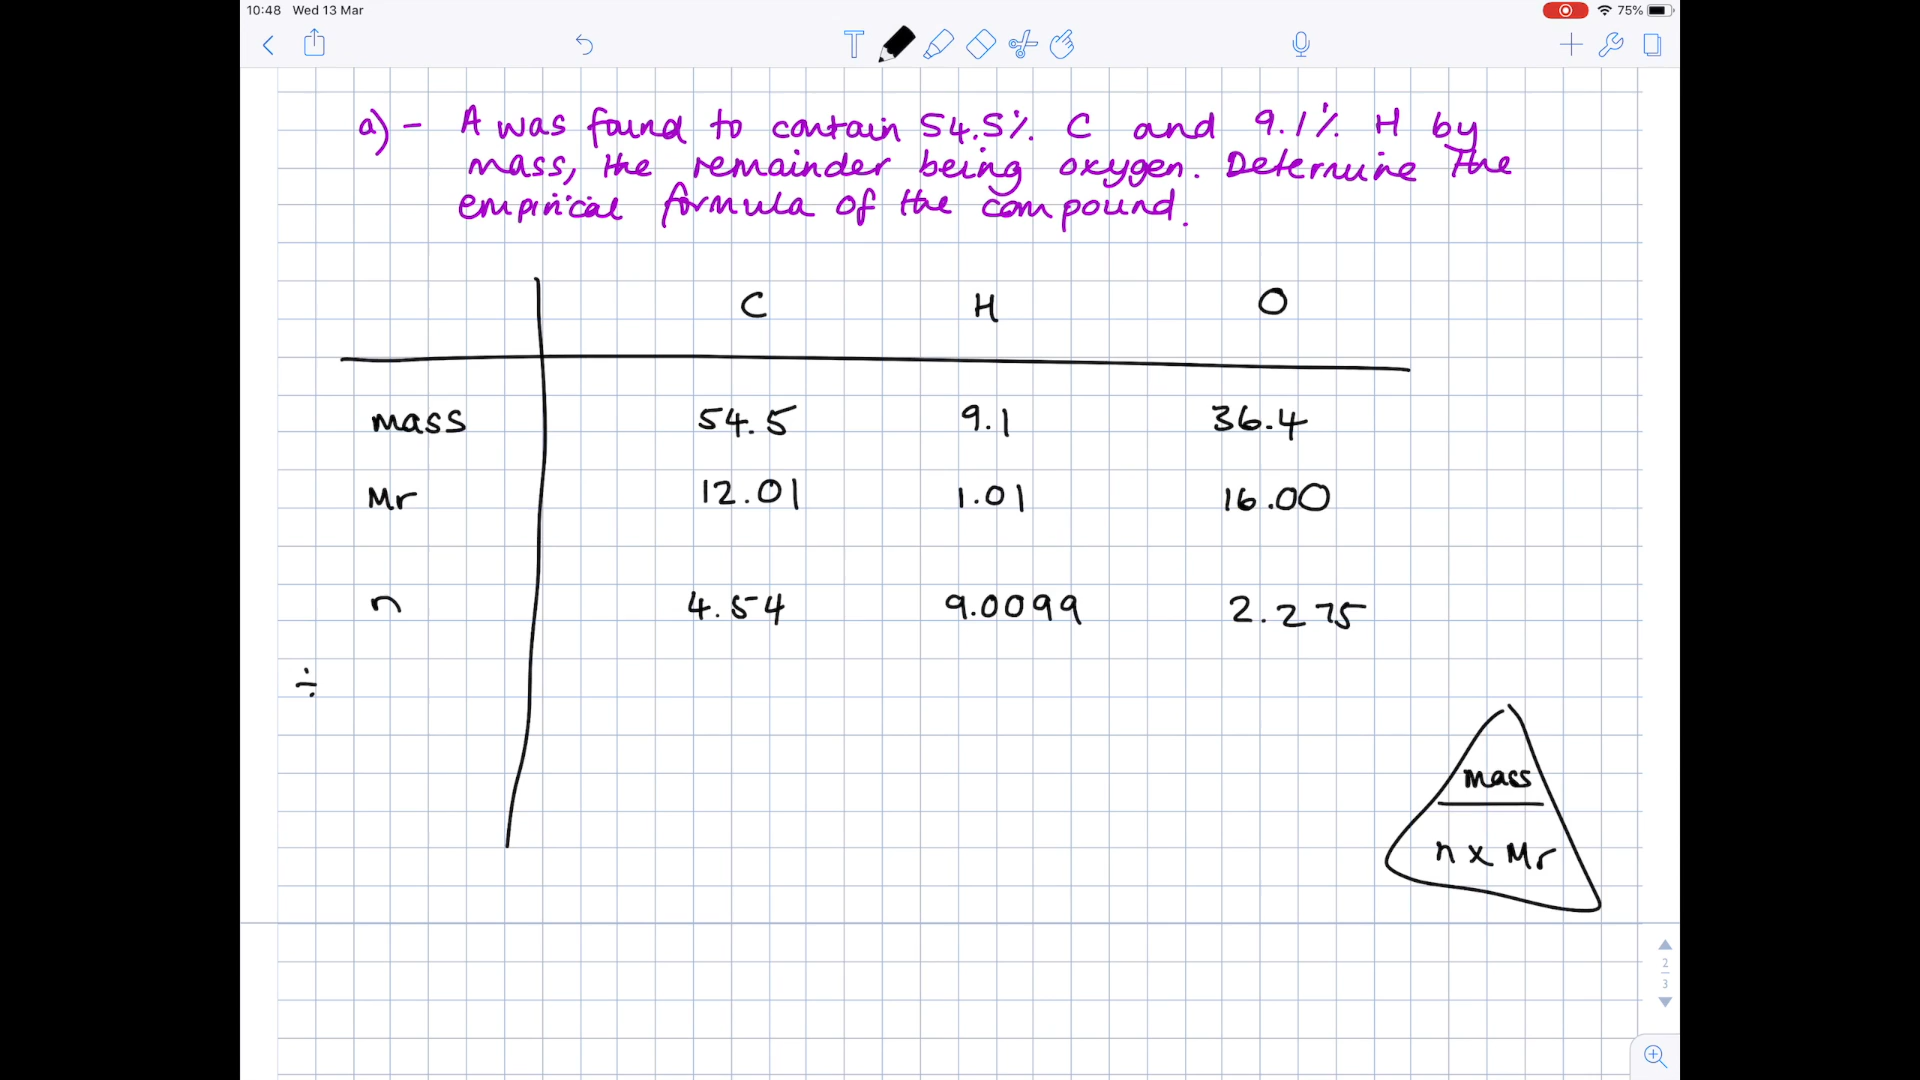 10:48 Wed 13 Mar
75%
T
a) - A was found to contain 54.5% C and 9.1% H by
mass, the remainder being oxygen. Determine the
empirical formula of the compound.
C H O
mass 54.5 9.1 36.4
Mr 12.01 1.01 16.00
n 4.54 9.0099 2.275
÷
mass
n x Mr
2
3